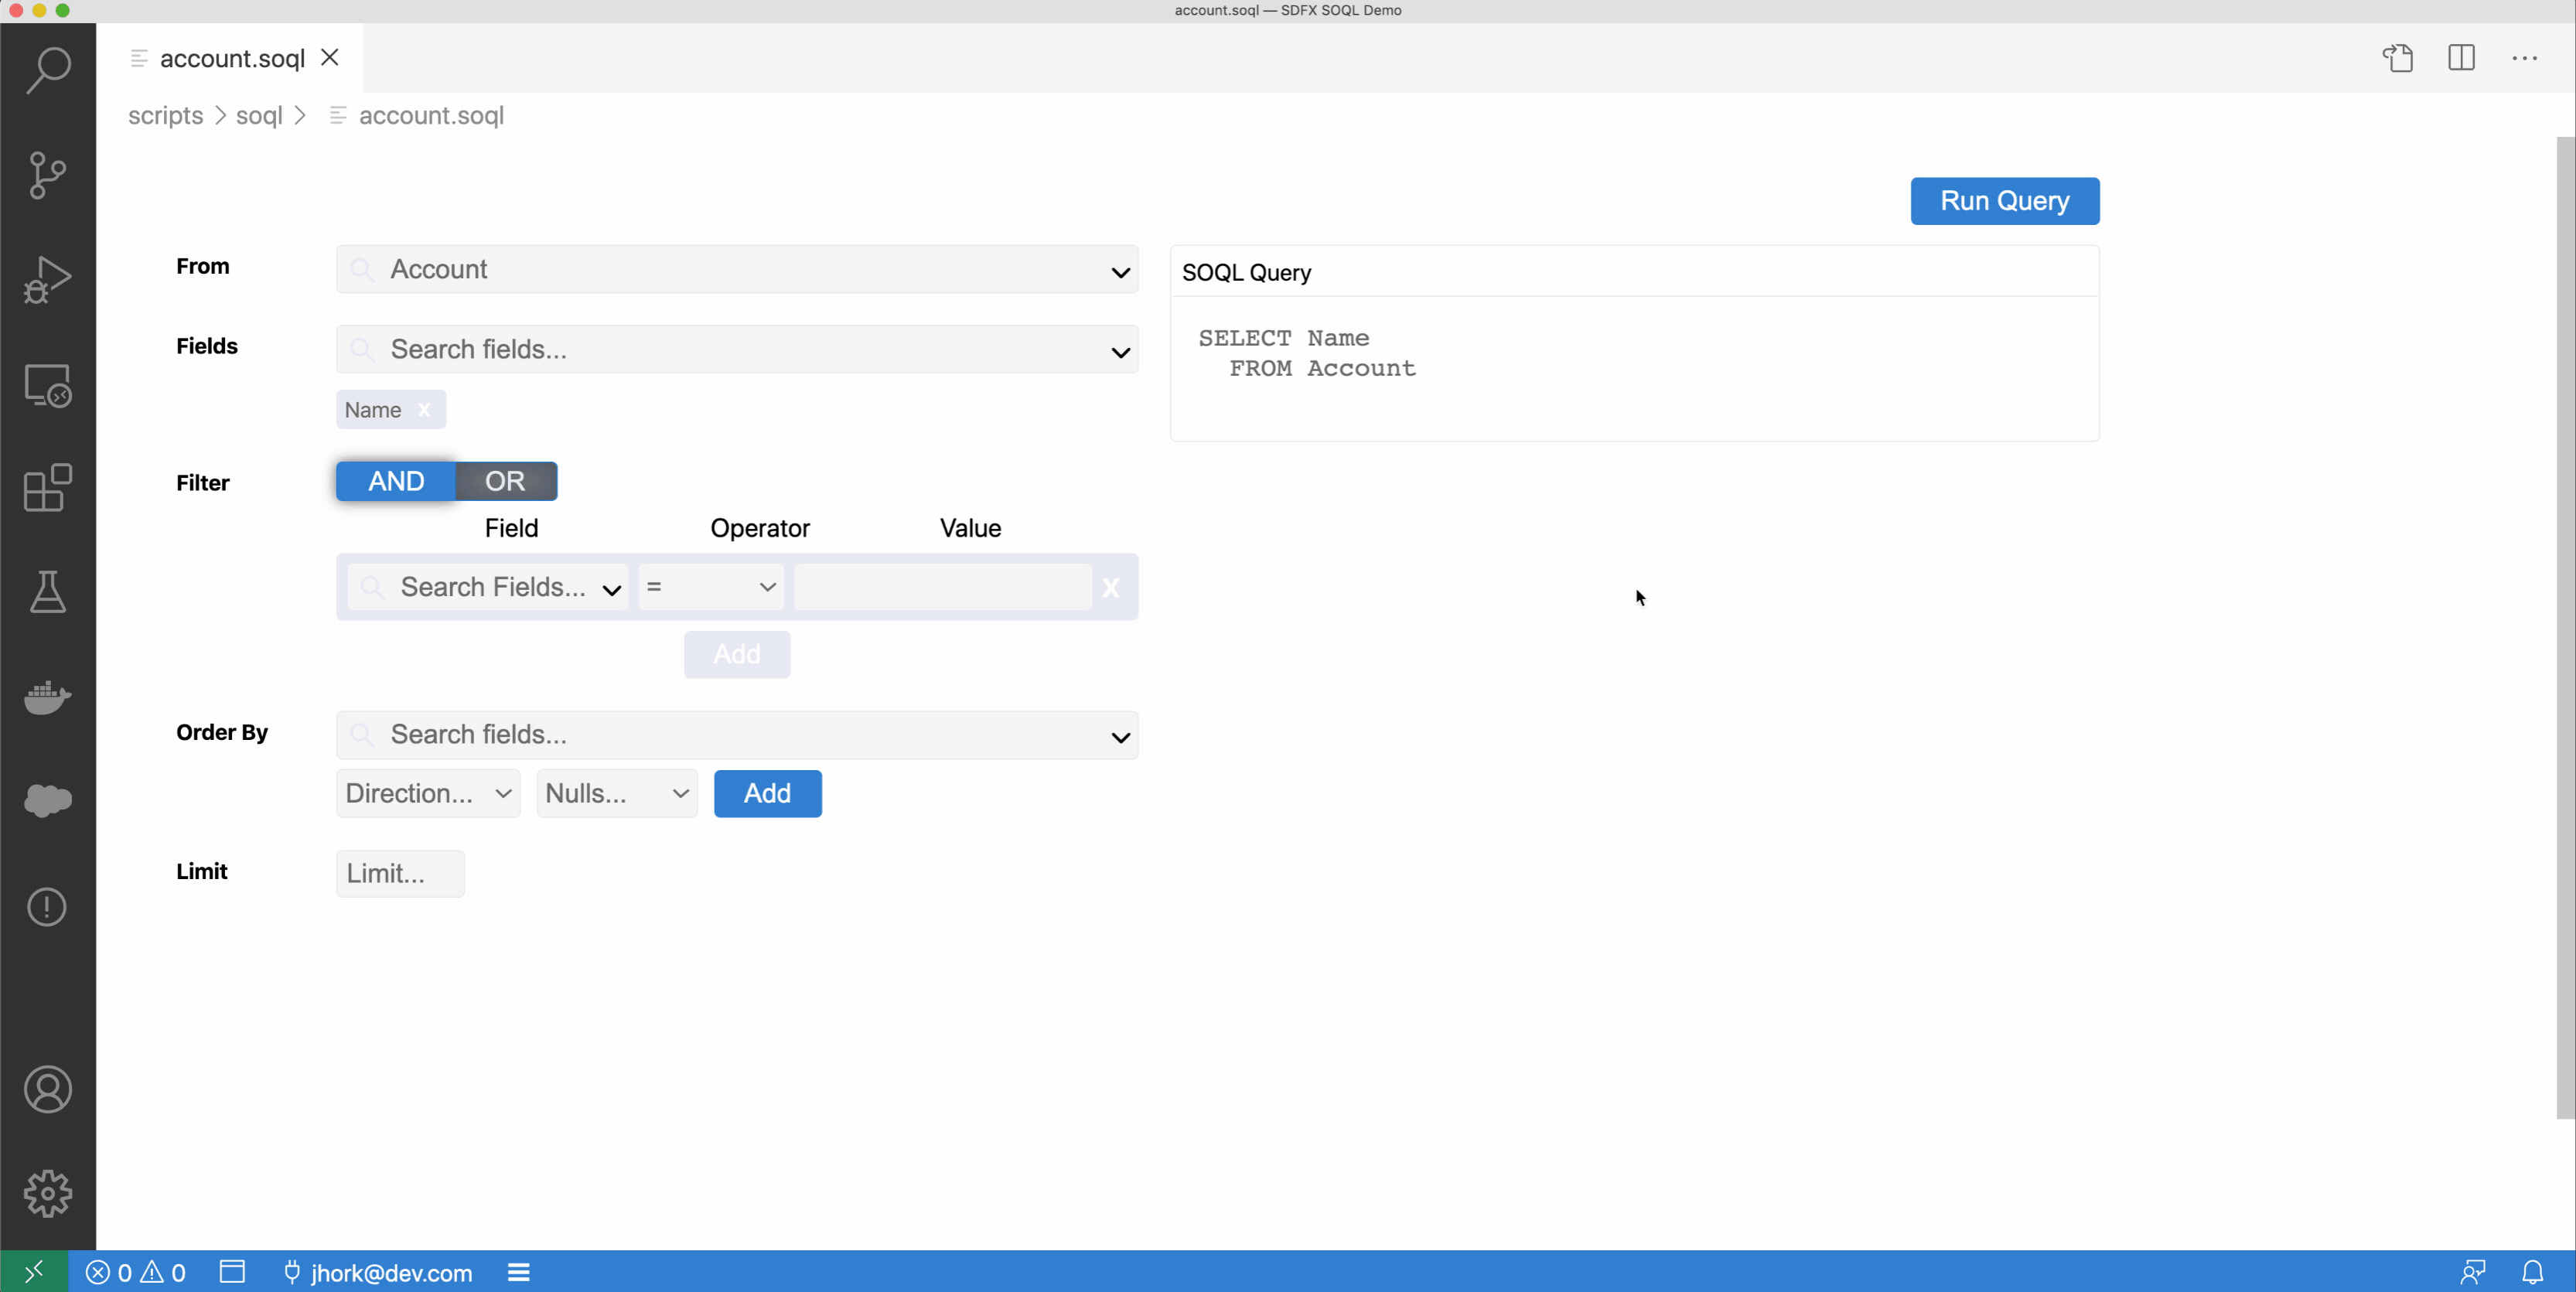 account.soql — SDFX SOQL Demo
account.soql
scripts > soql > account.soql
Run Query
From
Account
SOQL Query
SELECT Name
FROM Account
Fields
Search fields...
Name x
Filter
AND OR
Field Operator Value
Search Fields... = X
Add
Order By
Search fields...
Direction... Nulls... Add
Limit
Limit...
0 0 jhork@dev.com